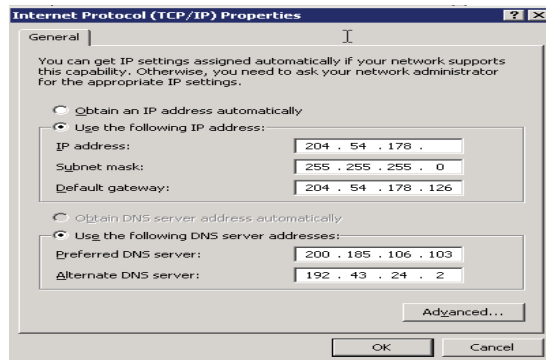 Internet Protocol (TCP/IP) Properties
General
You can get IP settings assigned automatically if your network supports
this capability. Otherwise, you need to ask your network administrator
for the appropriate IP settings.
Obtain an IP address automatically
Use the following IP address:
IP address: 204 . 54 . 178 .
Subnet mask: 255 . 255 . 255 . 0
Default gateway: 204 . 54 . 178 . 126
Obtain DNS server address automatically
Use the following DNS server addresses:
Preferred DNS server: 200 . 185 . 106 . 103
Alternate DNS server: 192 . 43 . 24 . 2
Advanced...
OK Cancel